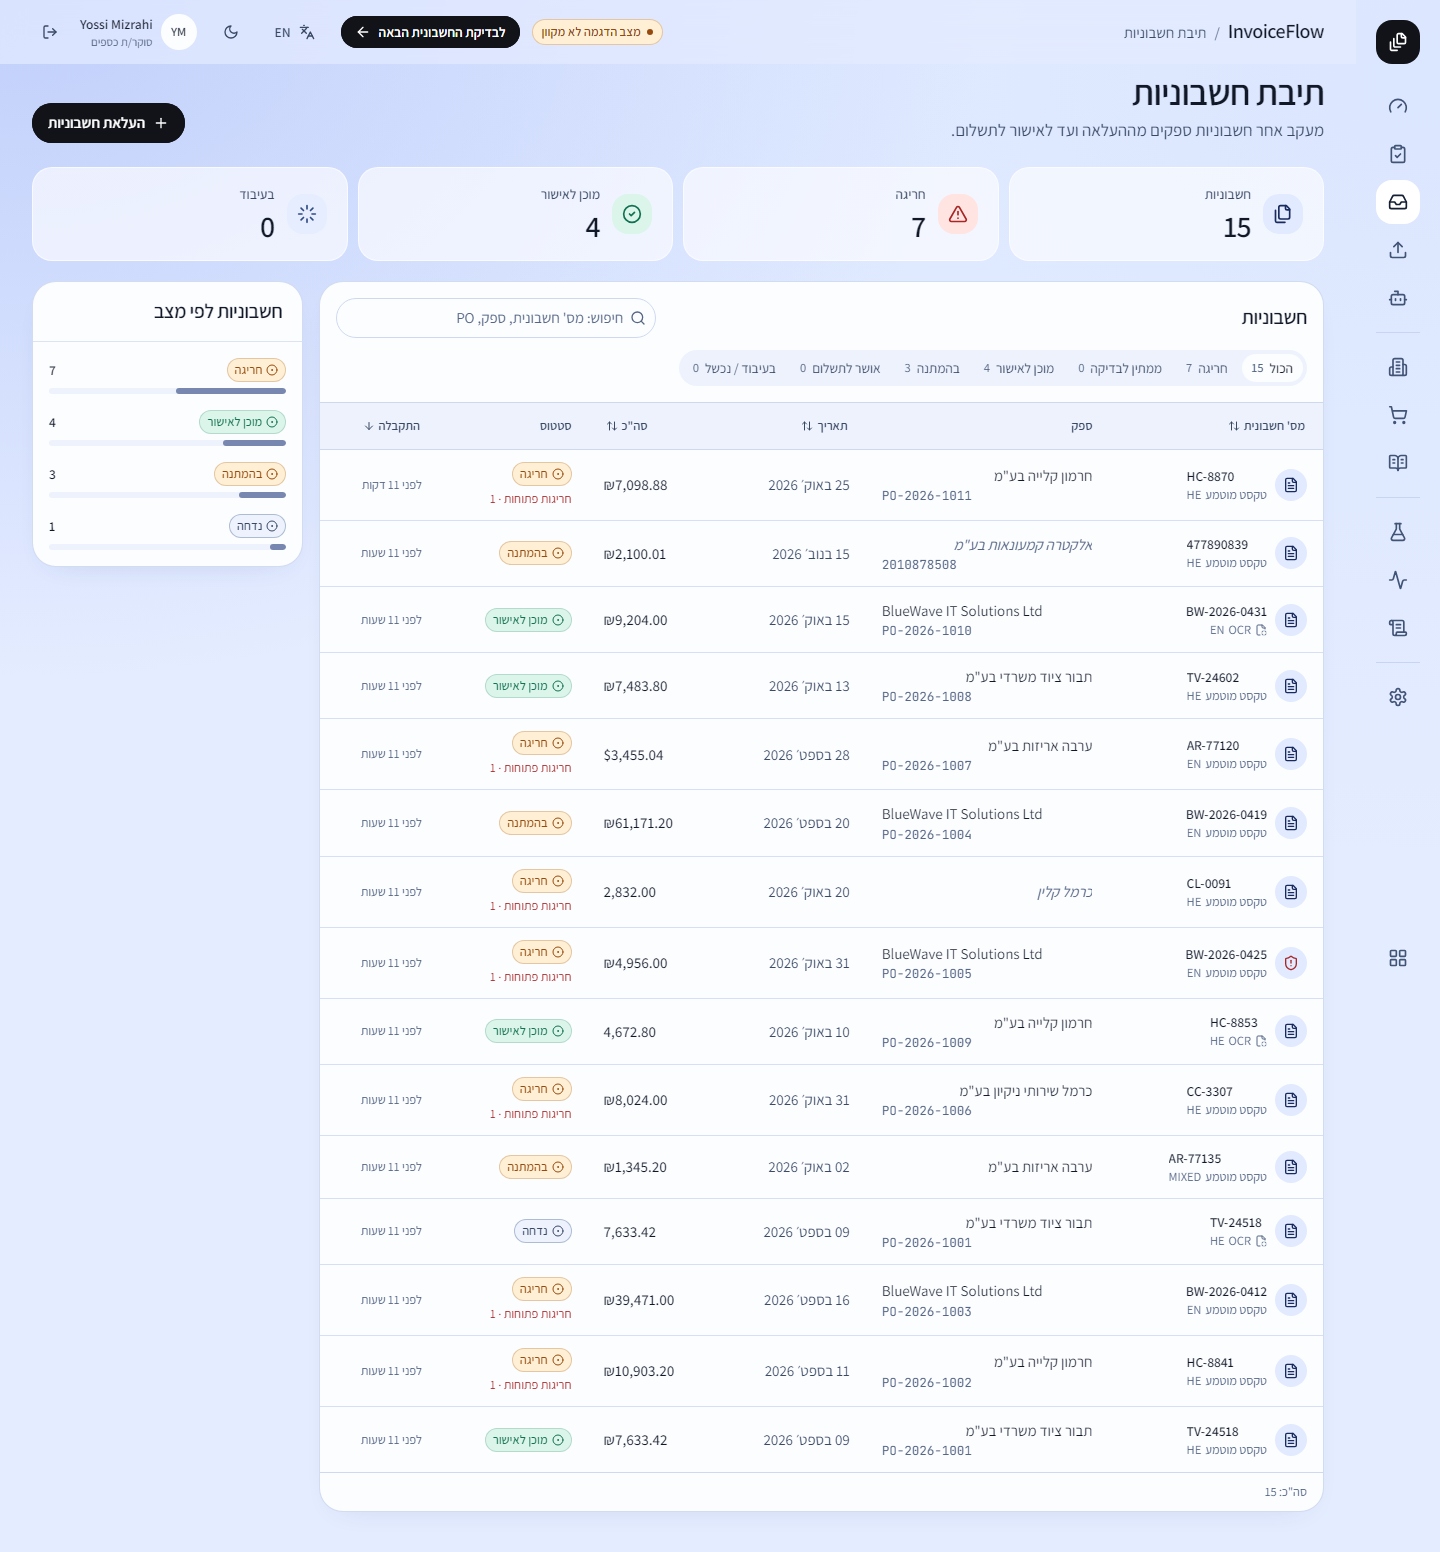 InvoiceFlow / תיבת חשבוניות
מצב הדגמה לא מקוון
לבדיקת החשבונית הבאה
EN
YM
Yossi Mizrahi
סוקר/ת כספים
תיבת חשבוניות
מעקב אחר חשבוניות ספקים מההעלאה ועד לאישור לתשלום.
העלאת חשבוניות
חשבוניות
15
חריגה
7
מוכן לאישור
4
בעיבוד
0
חשבוניות
חיפוש: מס' חשבונית, ספק, PO
הכול 15 חריגה 7 ממתין לבדיקה 0 מוכן לאישור 4 בהמתנה 3 אושר לתשלום 0 בעיבוד / נכשל 0
מס' חשבונית ספק תאריך סה"כ סטטוס התקבלה
HC-8870 חרמון קלייה בע"מ 25 באוק׳ 2026 ₪7,098.88 חריגה לפני 11 דקות
טקסט מוטמע HE PO-2026-1011 חריגות פתוחות · 1
477890839 אלקטרה קמעונאות בע"מ 15 בנוב׳ 2026 ₪2,100.01 בהמתנה לפני 11 שעות
טקסט מוטמע HE 2010878508
BW-2026-0431 BlueWave IT Solutions Ltd 15 באוק׳ 2026 ₪9,204.00 מוכן לאישור לפני 11 שעות
EN OCR PO-2026-1010
TV-24602 תבור ציוד משרדי בע"מ 13 באוק׳ 2026 ₪7,483.80 מוכן לאישור לפני 11 שעות
טקסט מוטמע HE PO-2026-1008
AR-77120 ערבה אריזות בע"מ 28 בספט׳ 2026 $3,455.04 חריגה לפני 11 שעות
טקסט מוטמע EN PO-2026-1007 חריגות פתוחות · 1
BW-2026-0419 BlueWave IT Solutions Ltd 20 בספט׳ 2026 ₪61,171.20 בהמתנה לפני 11 שעות
טקסט מוטמע EN PO-2026-1004
CL-0091 כרמל קלין 20 באוק׳ 2026 2,832.00 חריגה לפני 11 שעות
טקסט מוטמע HE חריגות פתוחות · 1
BW-2026-0425 BlueWave IT Solutions Ltd 31 באוק׳ 2026 ₪4,956.00 חריגה לפני 11 שעות
טקסט מוטמע EN PO-2026-1005 חריגות פתוחות · 1
HC-8853 חרמון קלייה בע"מ 10 באוק׳ 2026 4,672.80 מוכן לאישור לפני 11 שעות
HE OCR PO-2026-1009
CC-3307 כרמל שירותי ניקיון בע"מ 31 באוק׳ 2026 ₪8,024.00 חריגה לפני 11 שעות
טקסט מוטמע HE PO-2026-1006 חריגות פתוחות · 1
AR-77135 ערבה אריזות בע"מ 02 באוק׳ 2026 ₪1,345.20 בהמתנה לפני 11 שעות
טקסט מוטמע MIXED
TV-24518 תבור ציוד משרדי בע"מ 09 בספט׳ 2026 7,633.42 נדחה לפני 11 שעות
HE OCR PO-2026-1001
BW-2026-0412 BlueWave IT Solutions Ltd 16 בספט׳ 2026 ₪39,471.00 חריגה לפני 11 שעות
טקסט מוטמע EN PO-2026-1003 חריגות פתוחות · 1
HC-8841 חרמון קלייה בע"מ 11 בספט׳ 2026 ₪10,903.20 חריגה לפני 11 שעות
טקסט מוטמע HE PO-2026-1002 חריגות פתוחות · 1
TV-24518 תבור ציוד משרדי בע"מ 09 בספט׳ 2026 ₪7,633.42 מוכן לאישור לפני 11 שעות
טקסט מוטמע HE PO-2026-1001
סה"כ: 15
חשבוניות לפי מצב
חריגה 7
מוכן לאישור 4
בהמתנה 3
נדחה 1